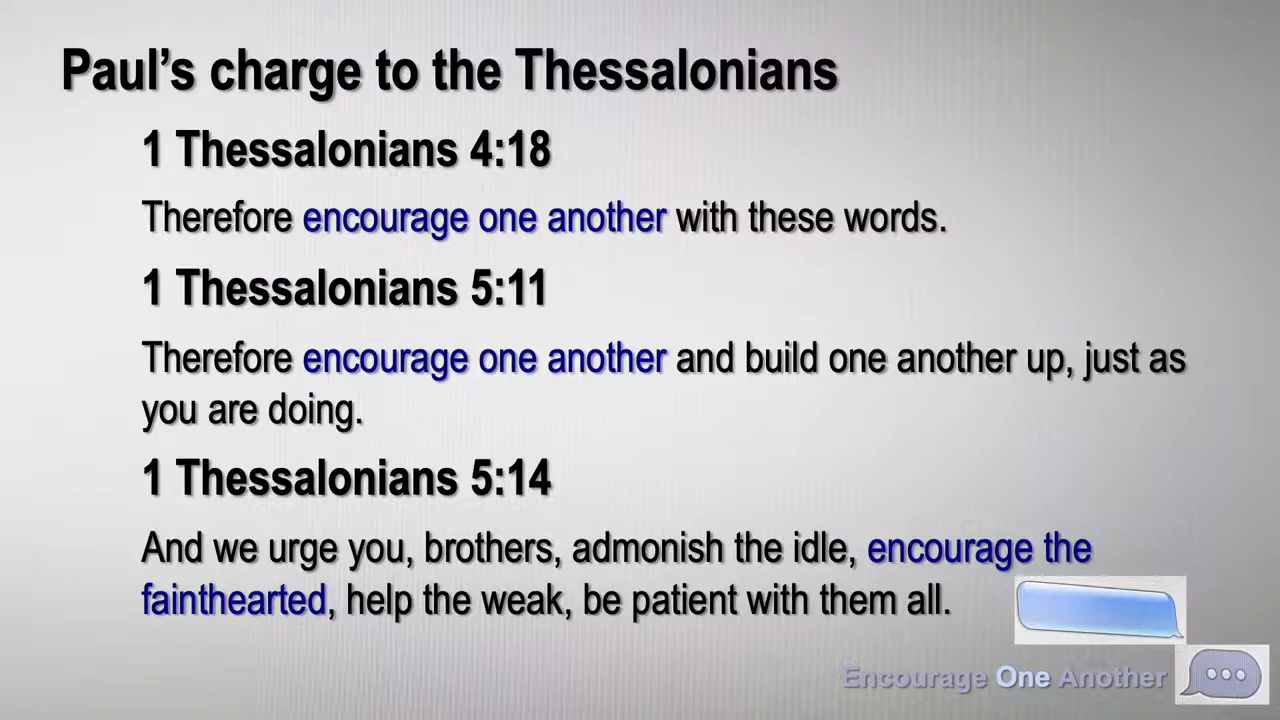 Paul’s charge to the Thessalonians
1 Thessalonians 4:18
Therefore encourage one another with these words.
1 Thessalonians 5:11
Therefore encourage one another and build one another up, just as
you are doing.
1 Thessalonians 5:14
And we urge you, brothers, admonish the idle, encourage the
fainthearted, help the weak, be patient with them all.
Encourage One Another